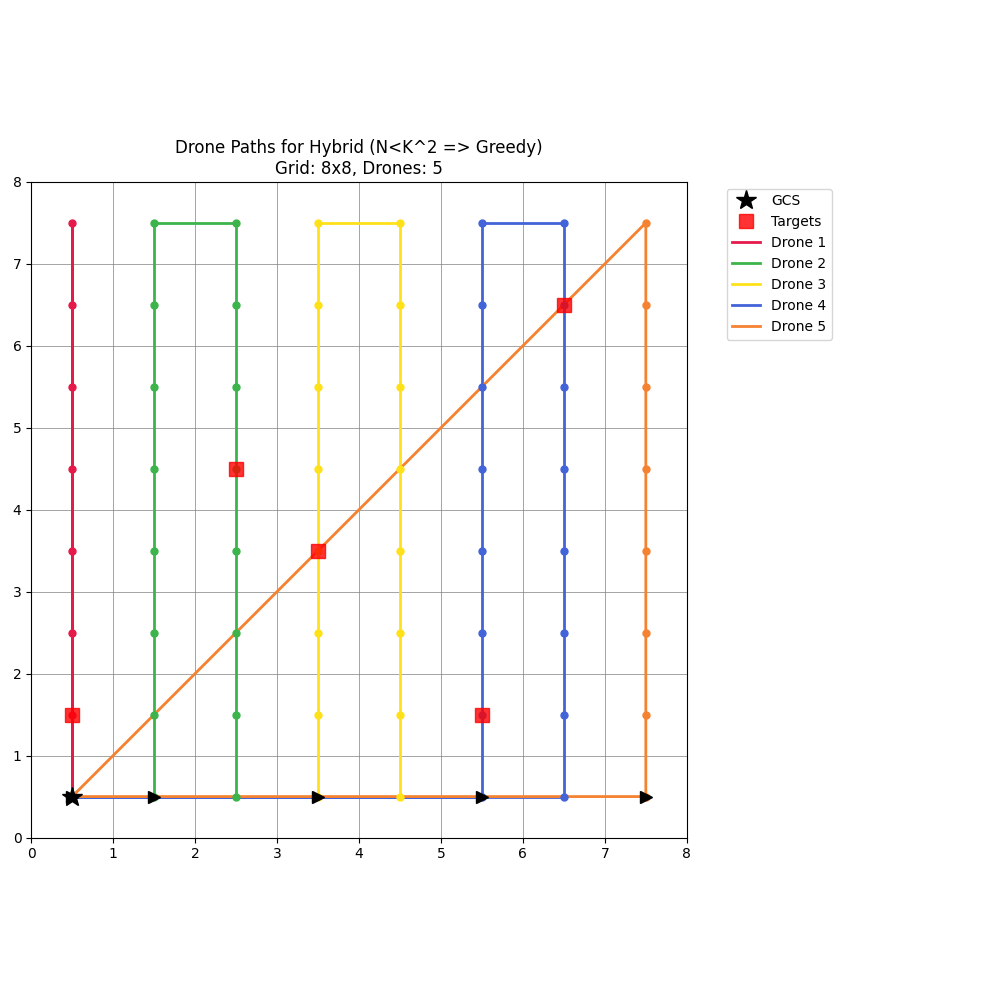 Drone Paths for Hybrid (N<K^2 => Greedy)
Grid: 8x8, Drones: 5
8
7
6
5
4
3
2
1
0
0 1 2 3 4 5 6 7 8
GCS
Targets
Drone 1
Drone 2
Drone 3
Drone 4
Drone 5